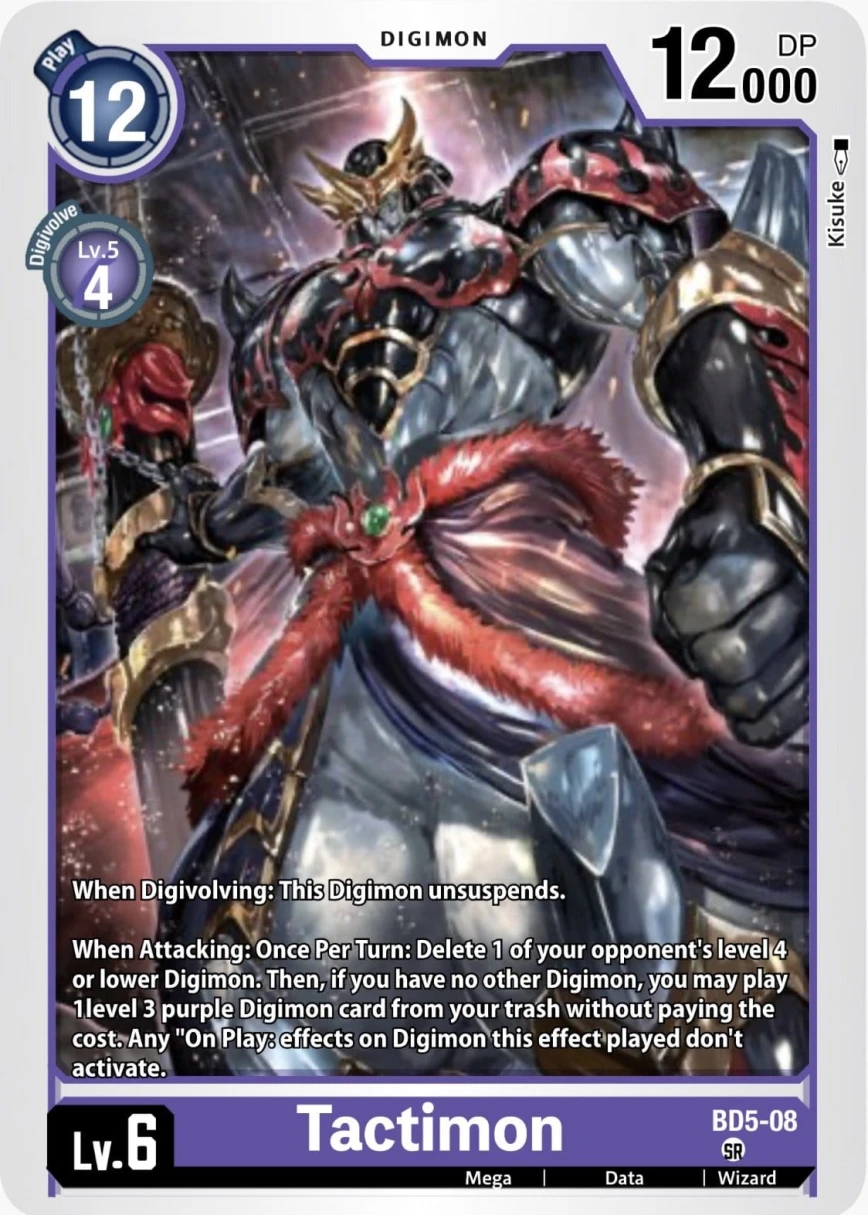 DIGIMON
Play
12
12000
DP
Kisuke
Digivolve
Lv.5
4
When Digivolving: This Digimon unsuspends.
When Attacking: Once Per Turn: Delete 1 of your opponent's level 4
or lower Digimon. Then, if you have no other Digimon, you may play
1level 3 purple Digimon card from your trash without paying the
cost. Any "On Play: effects on Digimon this effect played don't
activate.
Lv.6
Tactimon
BD5-08
SR
Mega | Data | Wizard